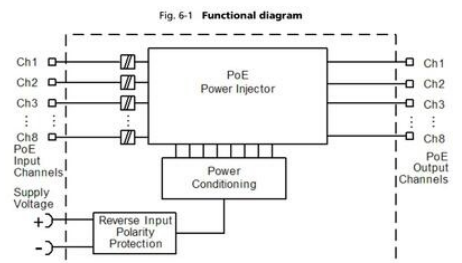 Fig. 6-1 Functional diagram
Ch1
Ch2
Ch3
Ch8
PoE
Input
Channels
Supply
Voltage
+
-
PoE
Power Injector
Power
Conditioning
Reverse Input
Polarity
Protection
Ch1
Ch2
Ch3
Ch8
PoE
Output
Channels